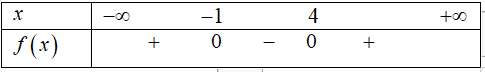 x −∞ −1 4 +∞
f(x) + 0 − 0 +